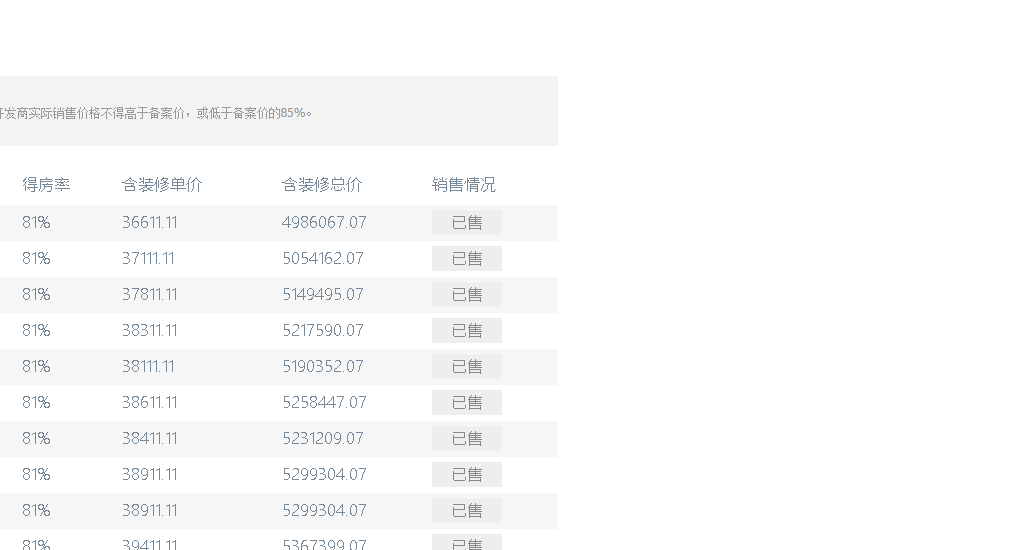 开发商实际销售价格不得高于备案价，或低于备案价的85%。
得房率 含装修单价 含装修总价 销售情况
81% 36611.11 4986067.07 已售
81% 37111.11 5054162.07 已售
81% 37811.11 5149495.07 已售
81% 38311.11 5217590.07 已售
81% 38111.11 5190352.07 已售
81% 38611.11 5258447.07 已售
81% 38411.11 5231209.07 已售
81% 38911.11 5299304.07 已售
81% 38911.11 5299304.07 已售
81% 39411.11 5367399.07 已售